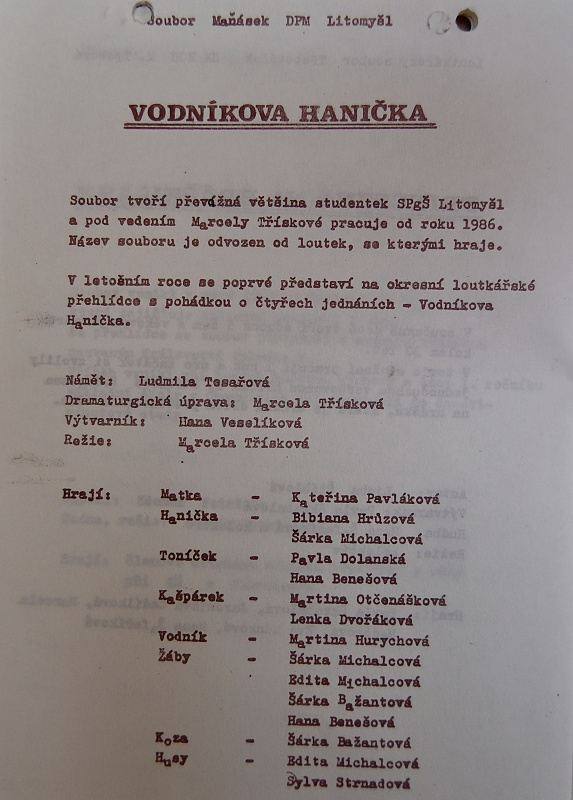 Soubor Maňásek DPM Litomyšl
VODNÍKOVA HANIČKA
Soubor tvoří převážná většina studentek SPgŠ Litomyšl
a pod vedením Marcely Třískové pracuje od roku 1986.
Název souboru je odvozen od loutek, se kterými hraje.
V letošním roce se poprvé představí na okresní loutkářské
přehlídce s pohádkou o čtyřech jednáních - Vodníkova
Hanička.
Námět: Ludmila Tesařová
Dramaturgická úprava: Marcela Třísková
Výtvarník: Hana Veselíková
Režie: Marcela Třísková
Hrají: Matka - Kateřina Pavláková
Hanička - Bibiana Hrůzová
Šárka Michalcová
Toníček - Pavla Dolanská
Hana Benešová
Kašpárek - Martina Otčenášková
Lenka Dvořáková
Vodník - Martina Hurychová
Žáby - Šárka Michalcová
Edita Michalcová
Šárka Bažantová
Hana Benešová
Koza - Šárka Bažantová
Husy - Edita Michalcová
Sylva Strnadová